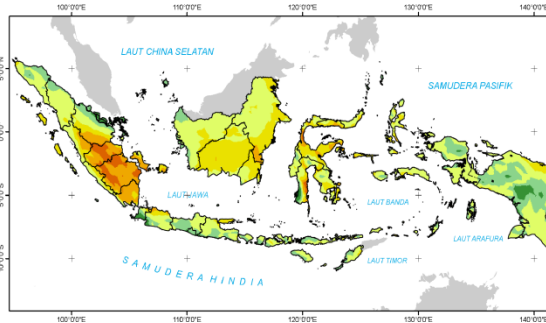 100°0'0"E 110°0'0"E 120°0'0"E 130°0'0"E 140°0'0"E
LAUT CHINA SELATAN
SAMUDERA PASIFIK
LAUT JAWA
LAUT BANDA
LAUT ARAFURA
LAUT TIMOR
SAMUDERA HINDIA
100°0'0"E 110°0'0"E 120°0'0"E 130°0'0"E 140°0'0"E